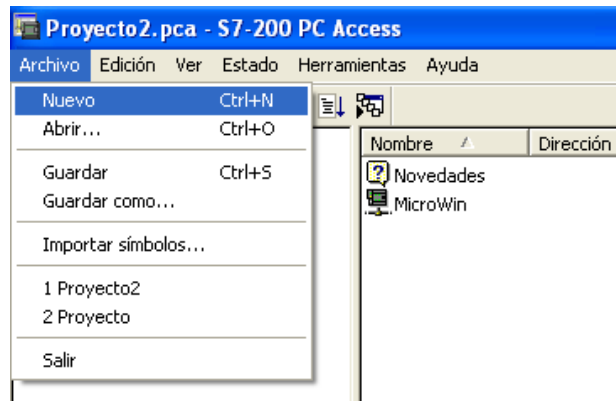 Proyecto2.pca - S7-200 PC Access
Archivo Edición Ver Estado Herramientas Ayuda
Nuevo Ctrl+N
Abrir... Ctrl+O
Guardar Ctrl+S
Guardar como...
Importar símbolos...
1 Proyecto2
2 Proyecto
Salir
Nombre Dirección
Novedades
MicroWin